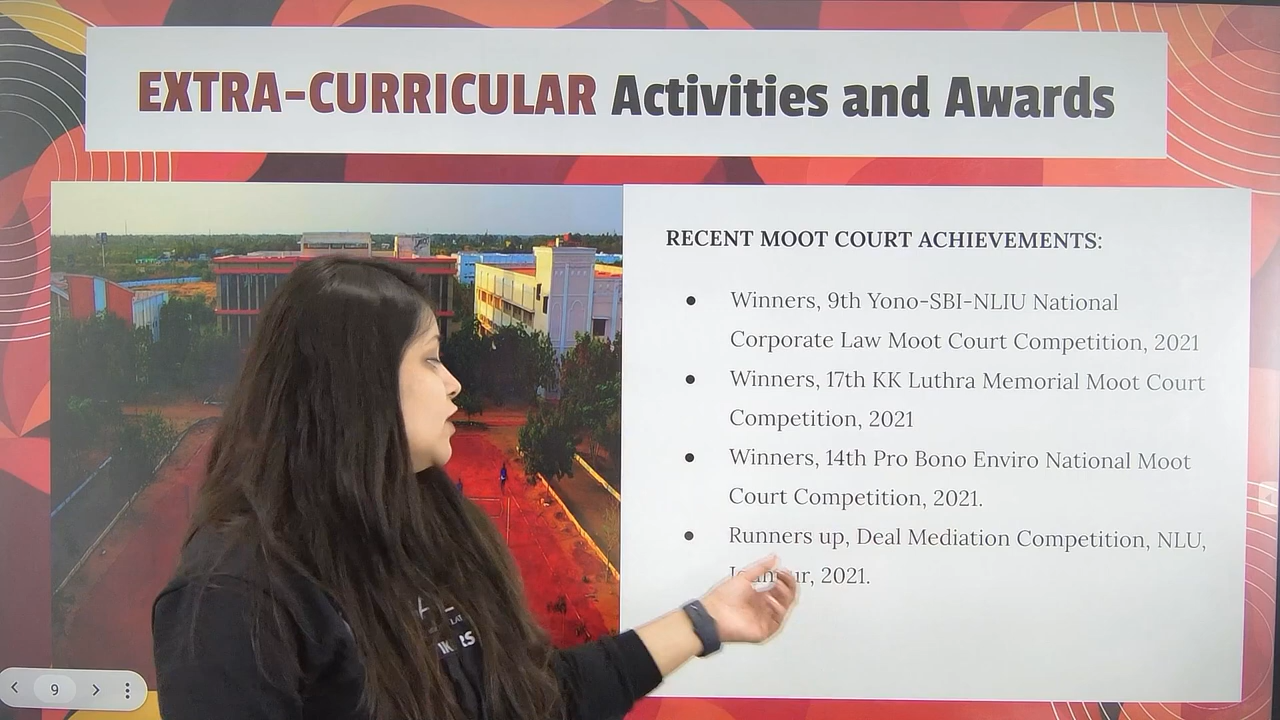 EXTRA-CURRICULAR Activities and Awards
RECENT MOOT COURT ACHIEVEMENTS:
• Winners, 9th Yono-SBI-NLIU National
Corporate Law Moot Court Competition, 2021
• Winners, 17th KK Luthra Memorial Moot Court
Competition, 2021
• Winners, 14th Pro Bono Enviro National Moot
Court Competition, 2021.
• Runners up, Deal Mediation Competition, NLU,
2021.
9